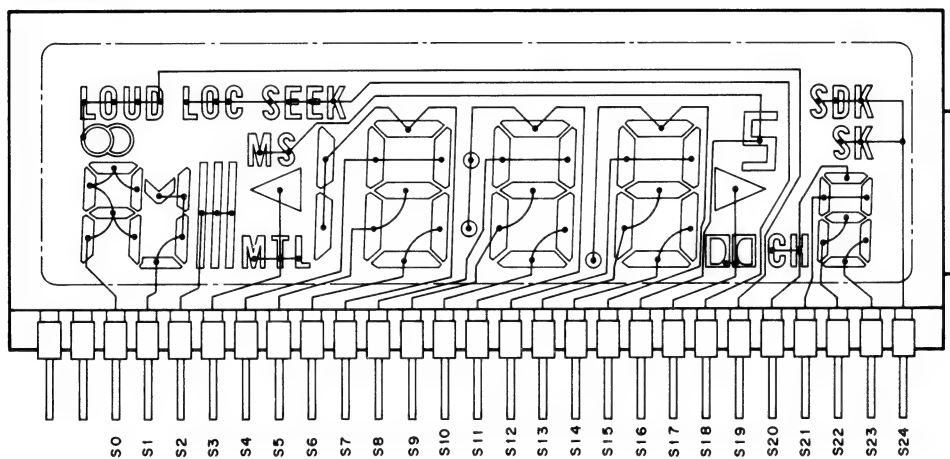 LOUD LOC SEEK SDK
MS SK
MTL CH
S0 S1 S2 S3 S4 S5 S6 S7 S8 S9 S10 S11 S12 S13 S14 S15 S16 S17 S18 S19 S20 S21 S22 S23 S24